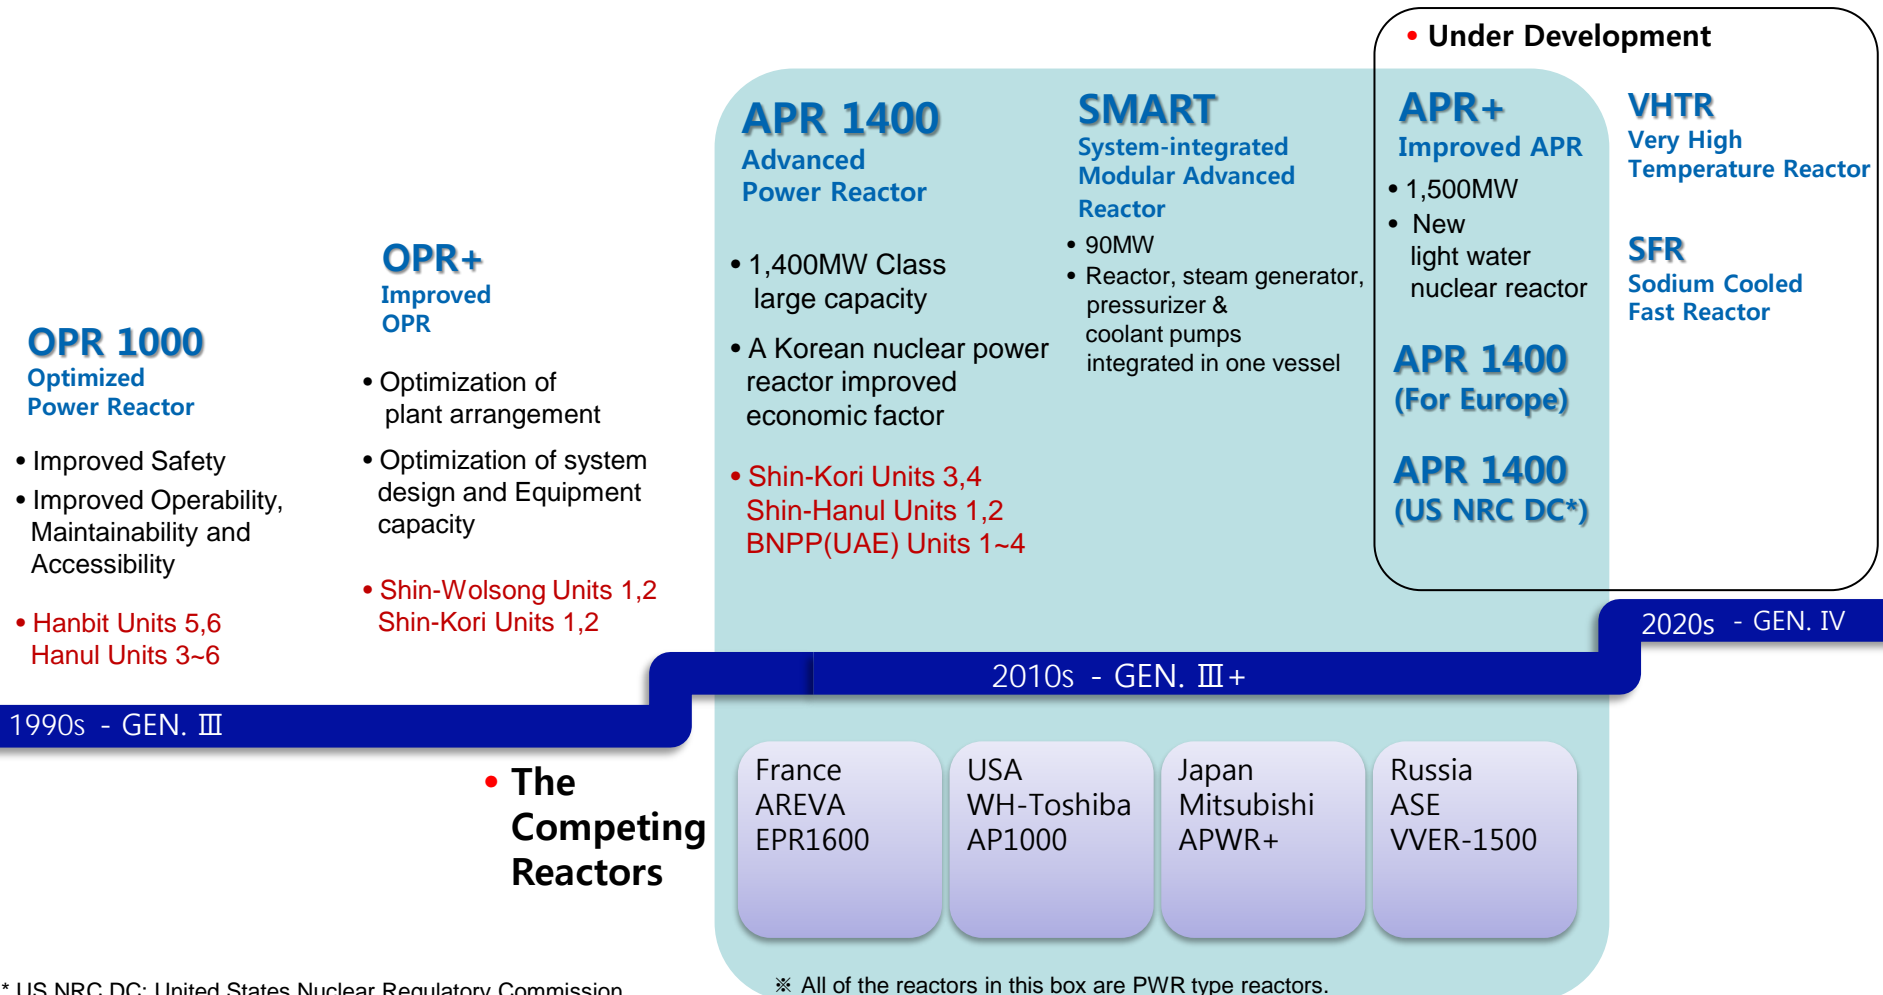 • Under Development
OPR 1000
Optimized
Power Reactor
• Improved Safety
• Improved Operability,
Maintainability and
Accessibility
• Hanbit Units 5,6
Hanul Units 3~6
OPR+
Improved
OPR
• Optimization of
plant arrangement
• Optimization of system
design and Equipment
capacity
• Shin-Wolsong Units 1,2
Shin-Kori Units 1,2
APR 1400
Advanced
Power Reactor
• 1,400MW Class
large capacity
• A Korean nuclear power
reactor improved
economic factor
• Shin-Kori Units 3,4
Shin-Hanul Units 1,2
BNPP(UAE) Units 1~4
SMART
System-integrated
Modular Advanced
Reactor
• 90MW
• Reactor, steam generator,
pressurizer &
coolant pumps
integrated in one vessel
APR+
Improved APR
• 1,500MW
• New
light water
nuclear reactor
APR 1400
(For Europe)
APR 1400
(US NRC DC*)
VHTR
Very High
Temperature Reactor
SFR
Sodium Cooled
Fast Reactor
1990s - GEN. Ⅲ
2010s - GEN. Ⅲ+
2020s - GEN. IV
• The
Competing
Reactors
France
AREVA
EPR1600
USA
WH-Toshiba
AP1000
Japan
Mitsubishi
APWR+
Russia
ASE
VVER-1500
※ All of the reactors in this box are PWR type reactors.
* US NRC DC: United States Nuclear Regulatory Commission